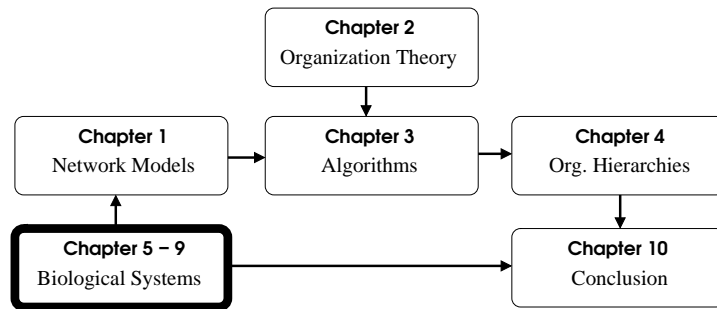 Chapter 2
Organization Theory
Chapter 1
Network Models
Chapter 3
Algorithms
Chapter 4
Org. Hierarchies
Chapter 5 – 9
Biological Systems
Chapter 10
Conclusion